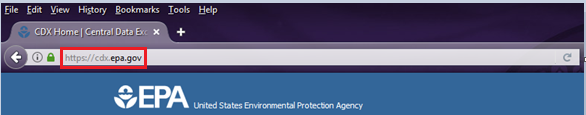 File Edit View History Bookmarks Tools Help
CDX Home | Central Data Exc
https://cdx.epa.gov
EPA United States Environmental Protection Agency